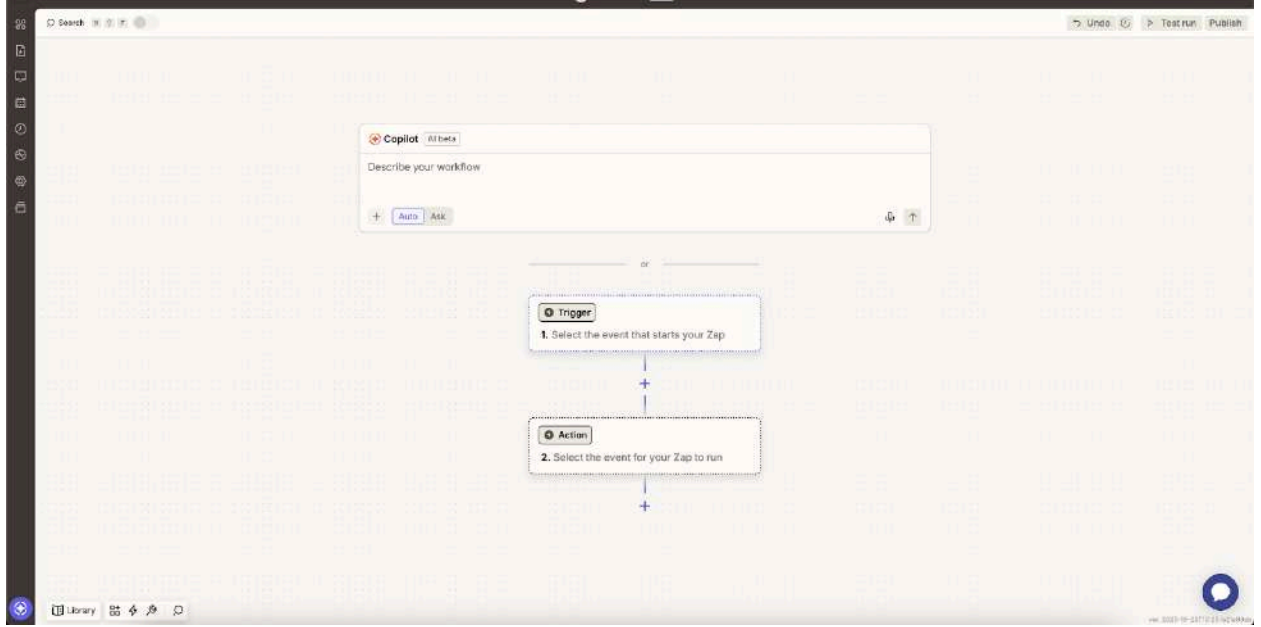 Search
Undo
Test run
Publish
Copilot
AI beta
Describe your workflow
Auto
Ask
or
Trigger
1. Select the event that starts your Zap
Action
2. Select the event for your Zap to run
Library